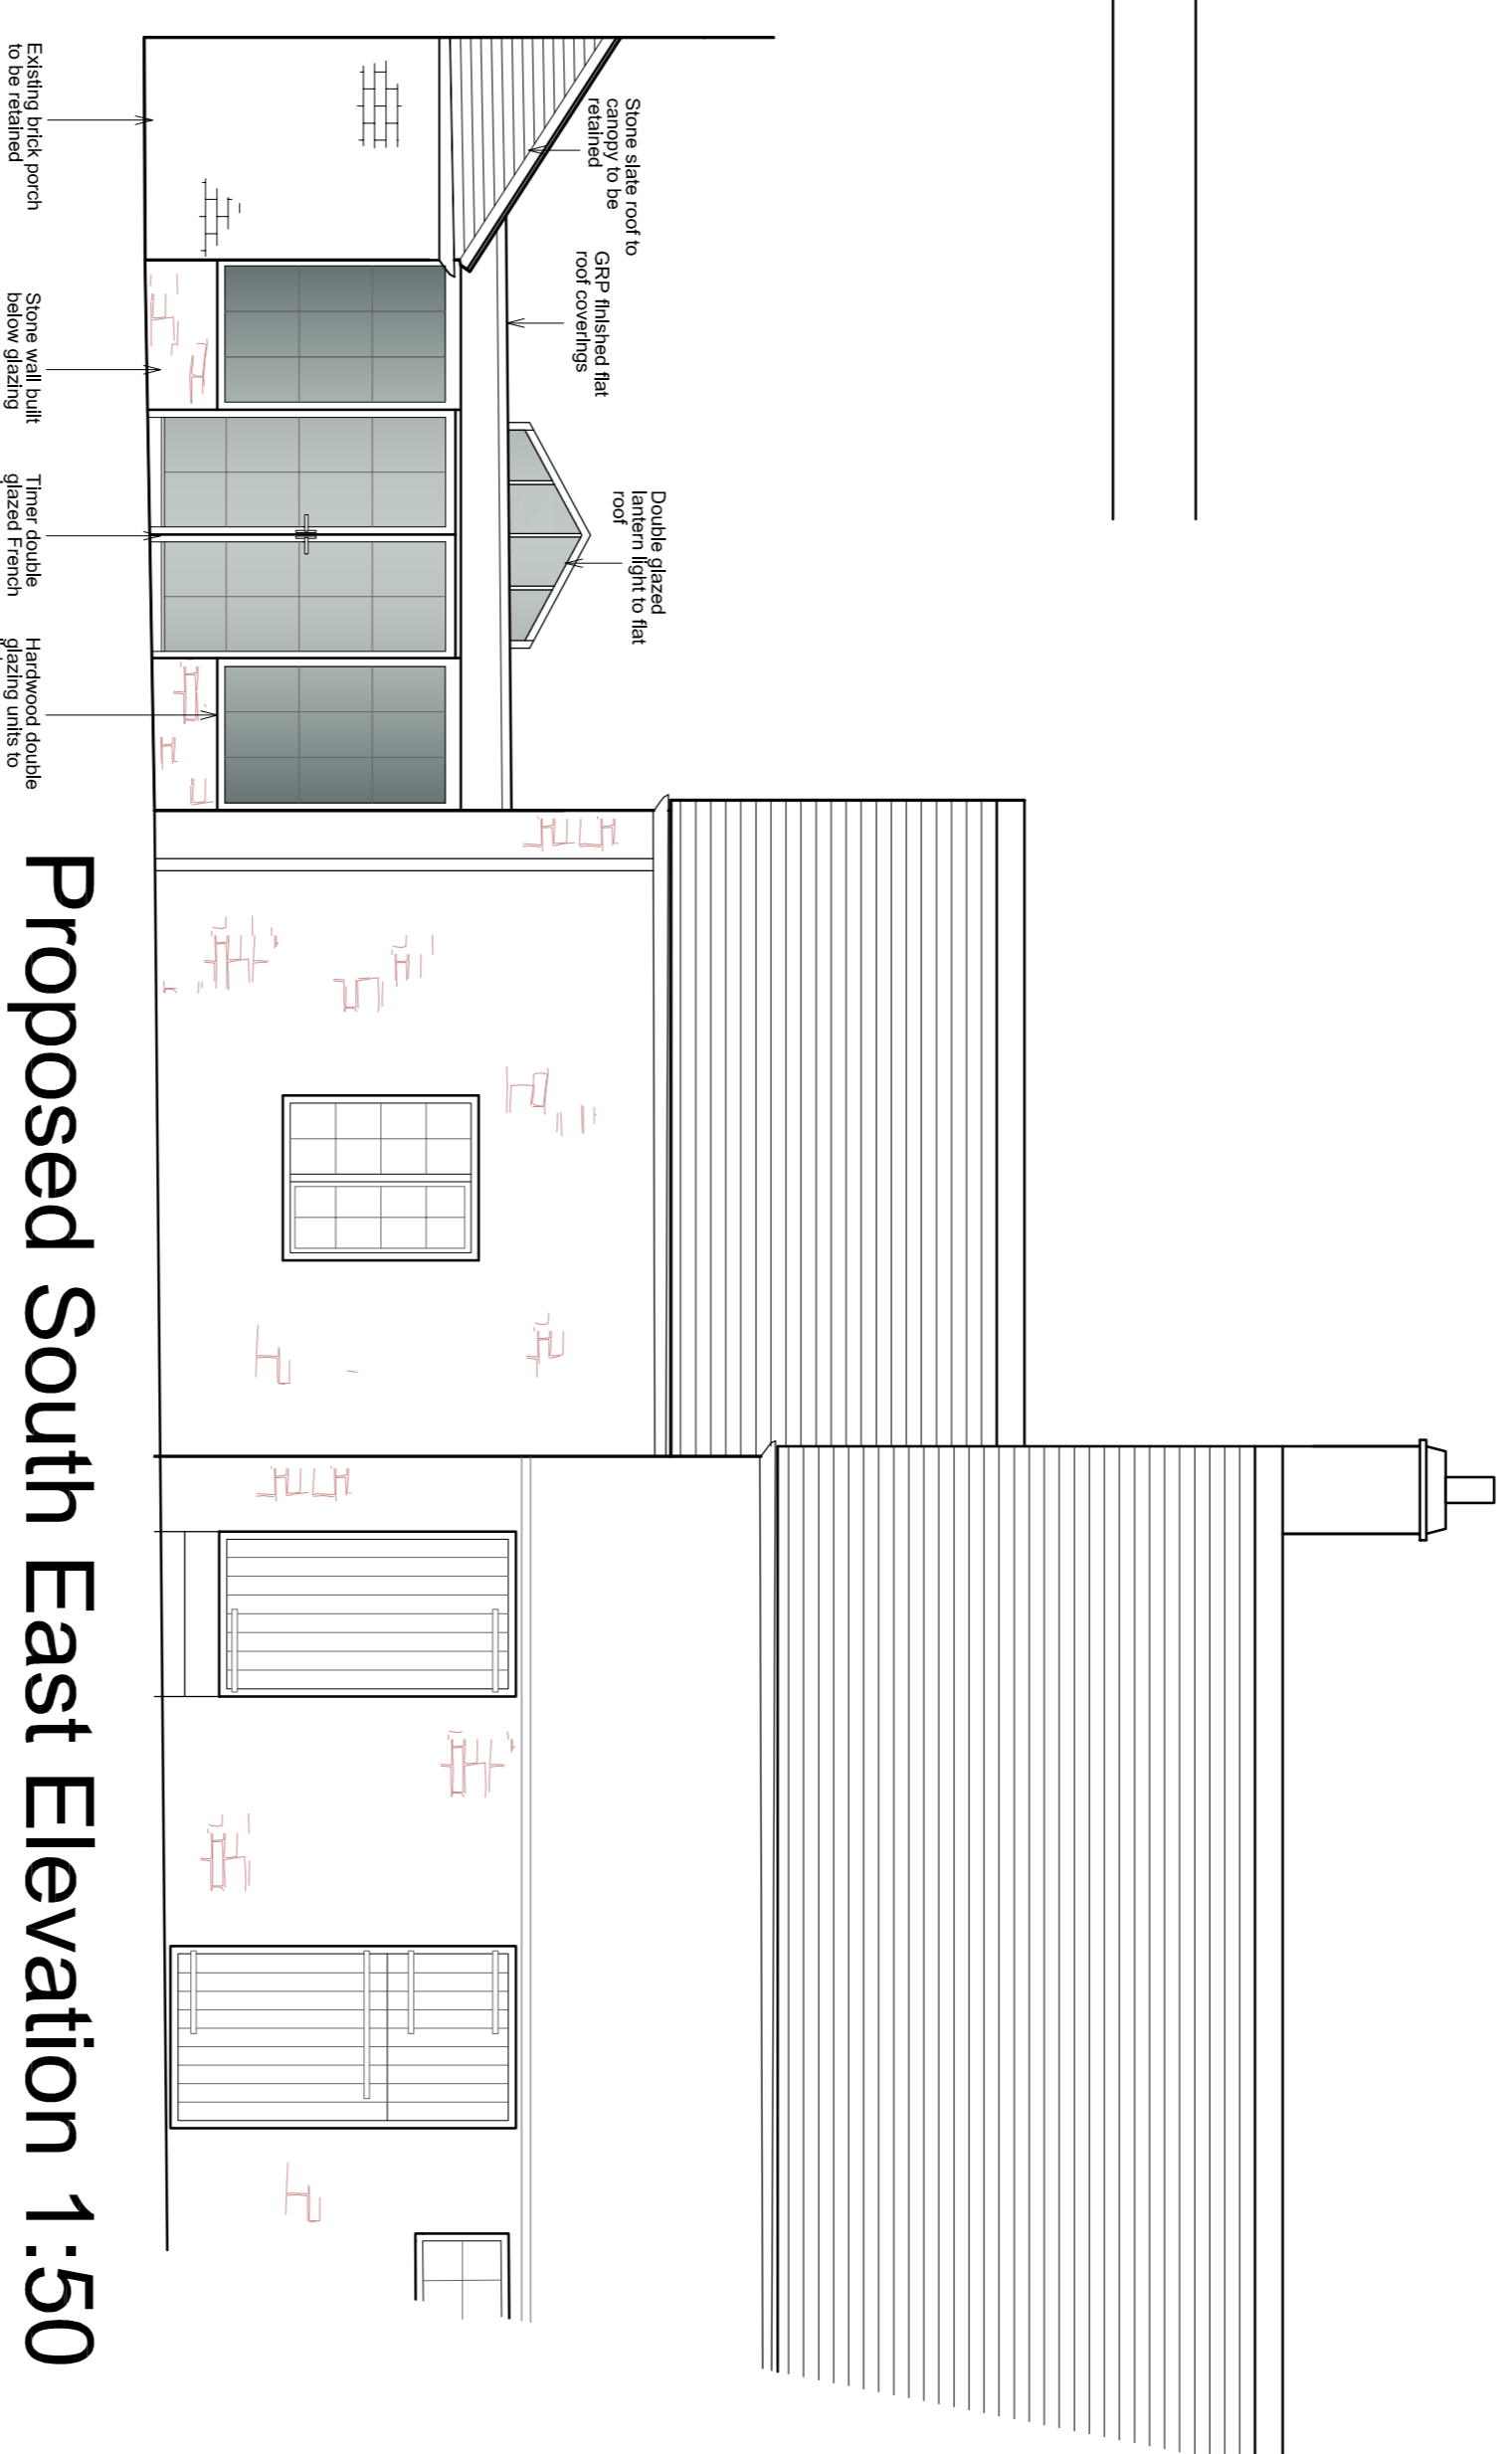 Stone slate roof to
canopy to be
retained
GRP finished flat
roof coverings
Double glazed
lantern light to flat
roof
Existing brick porch
to be retained
Stone wall built
below glazing
Timer double
glazed French
Hardwood double
glazing units to
Proposed South East Elevation 1:50